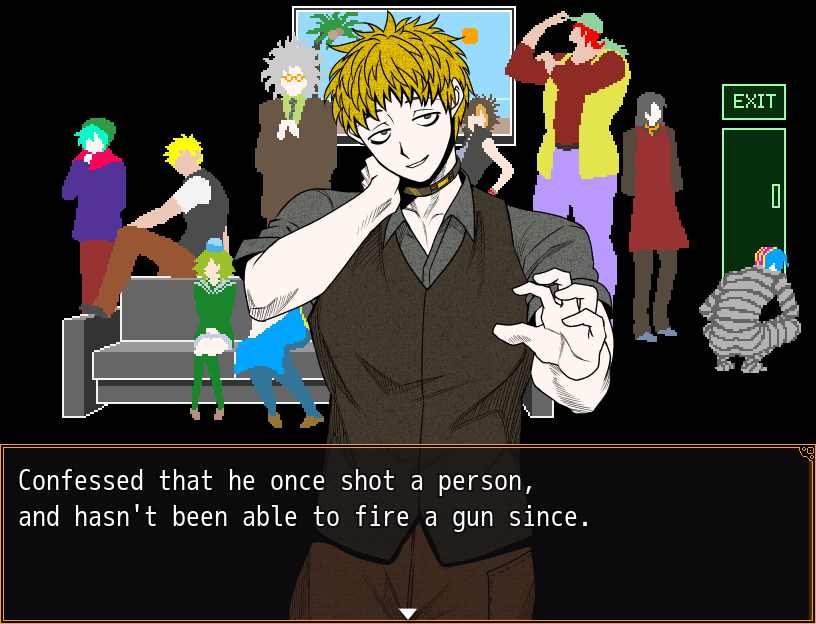 EXIT
Confessed that he once shot a person,
and hasn't been able to fire a gun since.